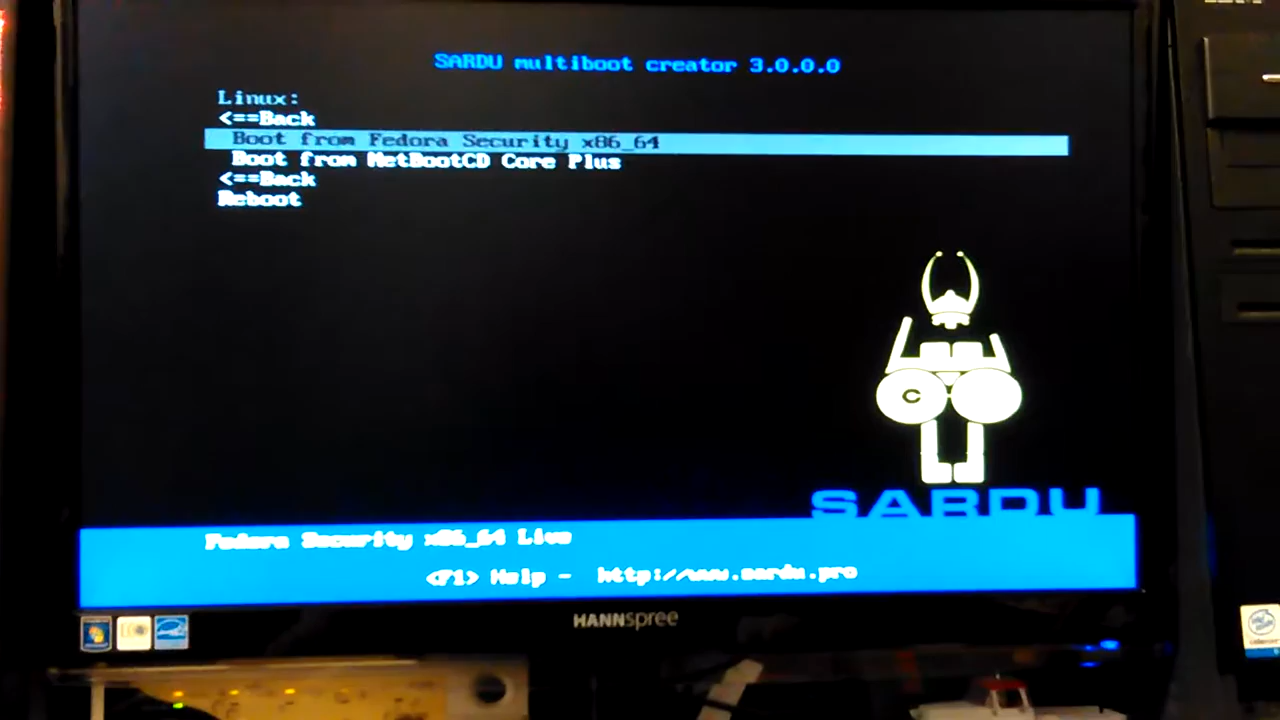 SARDU multiboot creator 3.0.0.0
Linux:
<==Back
Boot from Fedora Security x86_64
Boot from MetBootCD Core Plus
<==Back
Reboot
C
SARDU
Fedora Security x86_64 Live
<F1> Help - http://www.sardu.pro
HANNspree